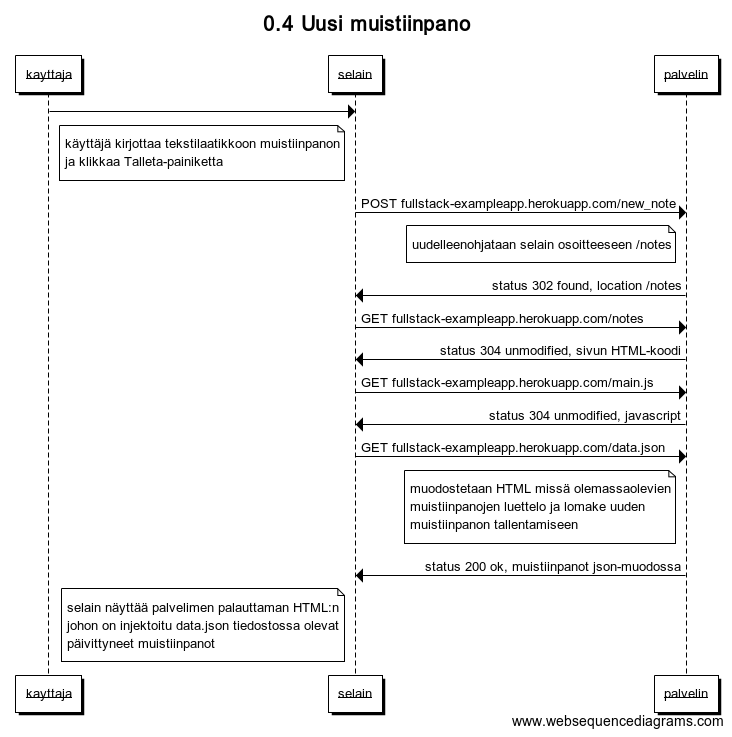 0.4 Uusi muistiinpano
kayttaja
selain
palvelin
käyttäjä kirjottaa tekstilaatikkoon muistiinpanon
ja klikkaa Talleta-painiketta
POST fullstack-exampleapp.herokuapp.com/new_note
uudelleenohjataan selain osoitteeseen /notes
status 302 found, location /notes
GET fullstack-exampleapp.herokuapp.com/notes
status 304 unmodified, sivun HTML-koodi
GET fullstack-exampleapp.herokuapp.com/main.js
status 304 unmodified, javascript
GET fullstack-exampleapp.herokuapp.com/data.json
muodostetaan HTML missä olemassaolevien
muistiinpanojen luettelo ja lomake uuden
muistiinpanon tallentamiseen
status 200 ok, muistiinpanot json-muodossa
selain näyttää palvelimen palauttaman HTML:n
johon on injektoitu data.json tiedostossa olevat
päivittyneet muistiinpanot
kayttaja
selain
palvelin
www.websequencediagrams.com